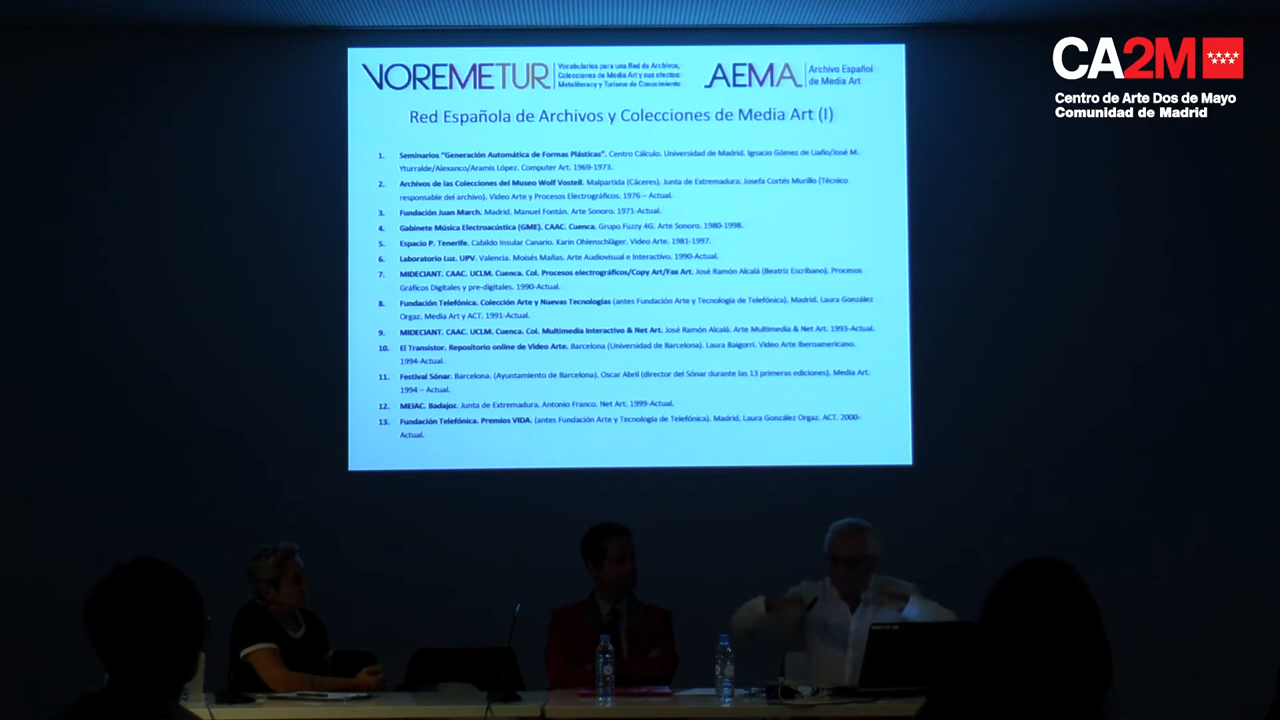 VOREMETUR
Vocabularios para una Red de Archivos,
Colecciones de Media Art y sus efectos:
Metaliteracy y Turismo de Conocimiento
AEMA
Archivo Español
de Media Art
CA2M
Centro de Arte Dos de Mayo
Comunidad de Madrid
Red Española de Archivos y Colecciones de Media Art (I)
1. Seminarios "Generación Automática de Formas Plásticas". Centro Cálculo. Universidad de Madrid. Ignacio Gómez de Liaño/José M.
Yturralde/Alexanco/Aramis López. Computer Art. 1969-1973.
2. Archivos de las Colecciones del Museo Wolf Vostell. Malpartida (Cáceres). Junta de Extremadura. Josefa Cortés Murillo (Técnico
responsable del archivo). Video Arte y Procesos Electrográficos. 1976 – Actual.
3. Fundación Juan March. Madrid. Manuel Fontán. Arte Sonoro. 1971-Actual.
4. Gabinete Música Electroacústica (GME). CAAC. Cuenca. Grupo Fuzzy 4G. Arte Sonoro. 1980-1998.
5. Espacio P. Tenerife. Cabildo Insular Canario. Karin Ohlenschläger. Video Arte. 1981-1997.
6. Laboratorio Luz. UPV. Valencia. Moisés Mañas. Arte Audiovisual e Interactivo. 1990-Actual.
7. MIDECIANT. CAAC. UCLM. Cuenca. Col. Procesos electrográficos/Copy Art/Fax Art. José Ramón Alcalá (Beatriz Escribano). Procesos
Gráficos Digitales y pre-digitales. 1990-Actual.
8. Fundación Telefónica. Colección Arte y Nuevas Tecnologías (antes Fundación Arte y Tecnología de Telefónica). Madrid. Laura González
Orgaz. Media Art y ACT. 1991-Actual.
9. MIDECIANT. CAAC. UCLM. Cuenca. Col. Multimedia Interactivo & Net Art. José Ramón Alcalá. Arte Multimedia & Net Art. 1993-Actual.
10. El Transistor. Repositorio online de Video Arte. Barcelona (Universidad de Barcelona). Laura Baigorri. Video Arte Iberoamericano.
1994-Actual.
11. Festival Sónar. Barcelona. (Ayuntamiento de Barcelona). Oscar Abril (director del Sónar durante las 13 primeras ediciones). Media Art.
1994 – Actual.
12. MEIAC. Badajoz. Junta de Extremadura. Antonio Franco. Net Art. 1999-Actual.
13. Fundación Telefónica. Premios VIDA. (antes Fundación Arte y Tecnología de Telefónica). Madrid. Laura González Orgaz. ACT. 2000-
Actual.